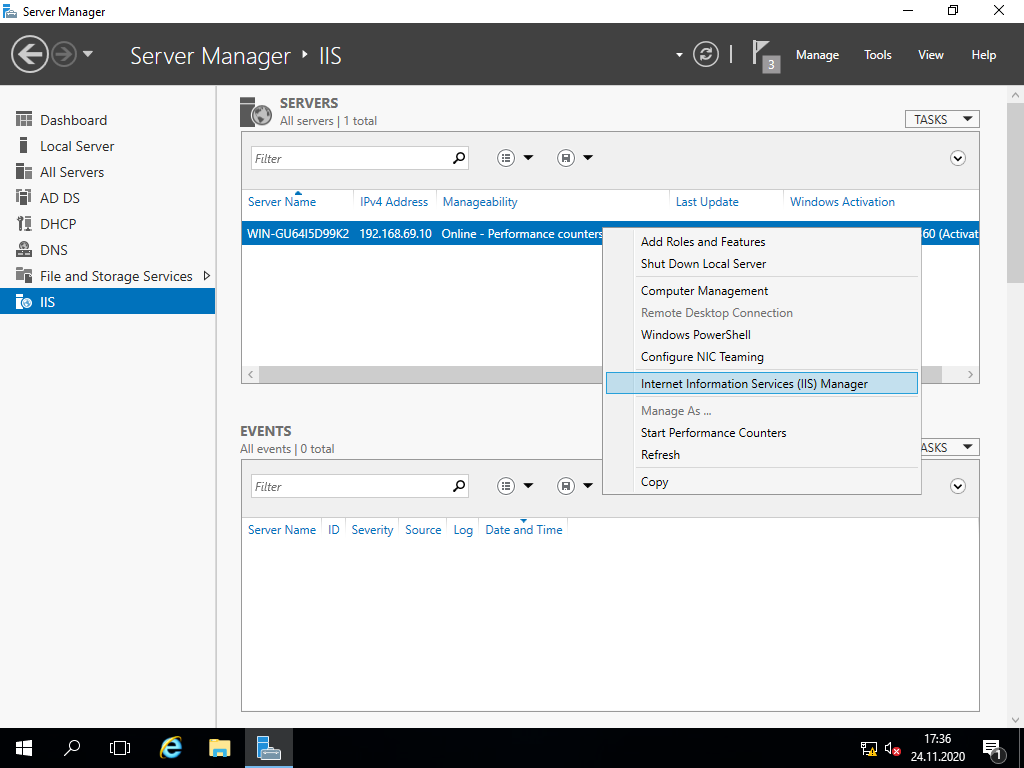 Server Manager
Server Manager ‣ IIS
3
Manage Tools View Help
Dashboard
Local Server
All Servers
AD DS
DHCP
DNS
File and Storage Services
IIS
SERVERS
All servers | 1 total
TASKS
Filter
Server Name IPv4 Address Manageability Last Update Windows Activation
WIN-GU64I5D99K2 192.168.69.10 Online - Performance counters 60 (Activat
Add Roles and Features
Shut Down Local Server
Computer Management
Remote Desktop Connection
Windows PowerShell
Configure NIC Teaming
Internet Information Services (IIS) Manager
Manage As ...
Start Performance Counters
Refresh
Copy
EVENTS
All events | 0 total
ASKS
Filter
Server Name ID Severity Source Log Date and Time
17:36
24.11.2020
1